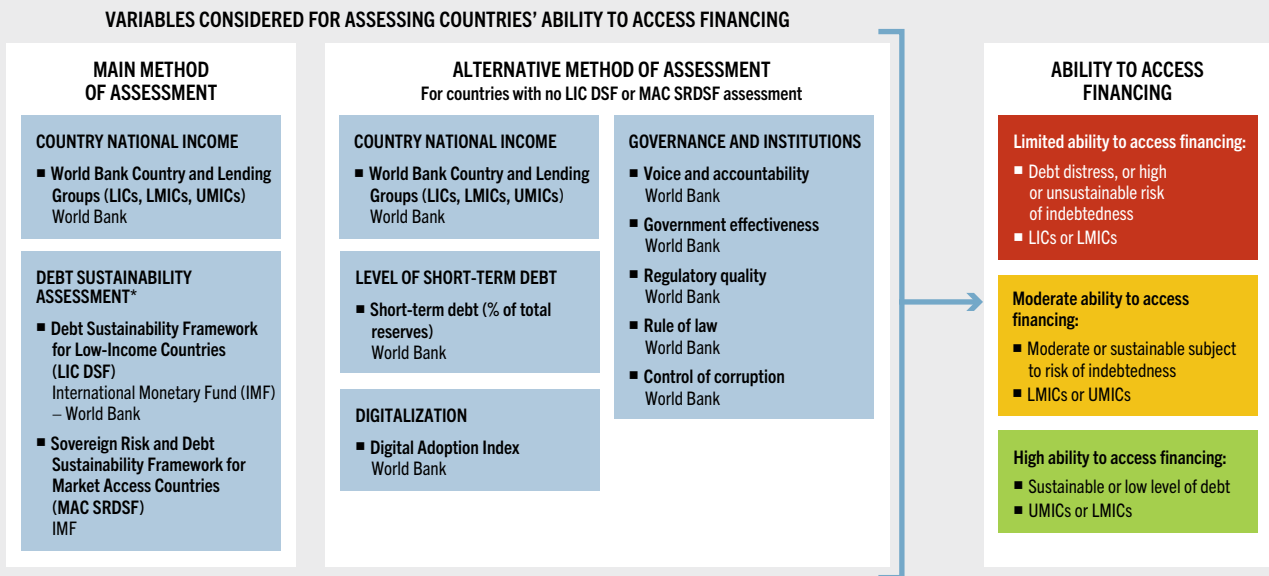 VARIABLES CONSIDERED FOR ASSESSING COUNTRIES’ ABILITY TO ACCESS FINANCING
MAIN METHOD
OF ASSESSMENT
COUNTRY NATIONAL INCOME
■ World Bank Country and Lending
Groups (LICs, LMICs, UMICs)
World Bank
DEBT SUSTAINABILITY
ASSESSMENT*
■ Debt Sustainability Framework
for Low-Income Countries
(LIC DSF)
International Monetary Fund (IMF)
– World Bank
■ Sovereign Risk and Debt
Sustainability Framework for
Market Access Countries
(MAC SRDSF)
IMF
ALTERNATIVE METHOD OF ASSESSMENT
For countries with no LIC DSF or MAC SRDSF assessment
COUNTRY NATIONAL INCOME
■ World Bank Country and Lending
Groups (LICs, LMICs, UMICs)
World Bank
LEVEL OF SHORT-TERM DEBT
■ Short-term debt (% of total
reserves)
World Bank
DIGITALIZATION
■ Digital Adoption Index
World Bank
GOVERNANCE AND INSTITUTIONS
■ Voice and accountability
World Bank
■ Government effectiveness
World Bank
■ Regulatory quality
World Bank
■ Rule of law
World Bank
■ Control of corruption
World Bank
ABILITY TO ACCESS
FINANCING
Limited ability to access financing:
■ Debt distress, or high
or unsustainable risk
of indebtedness
■ LICs or LMICs
Moderate ability to access
financing:
■ Moderate or sustainable subject
to risk of indebtedness
■ LMICs or UMICs
High ability to access financing:
■ Sustainable or low level of debt
■ UMICs or LMICs